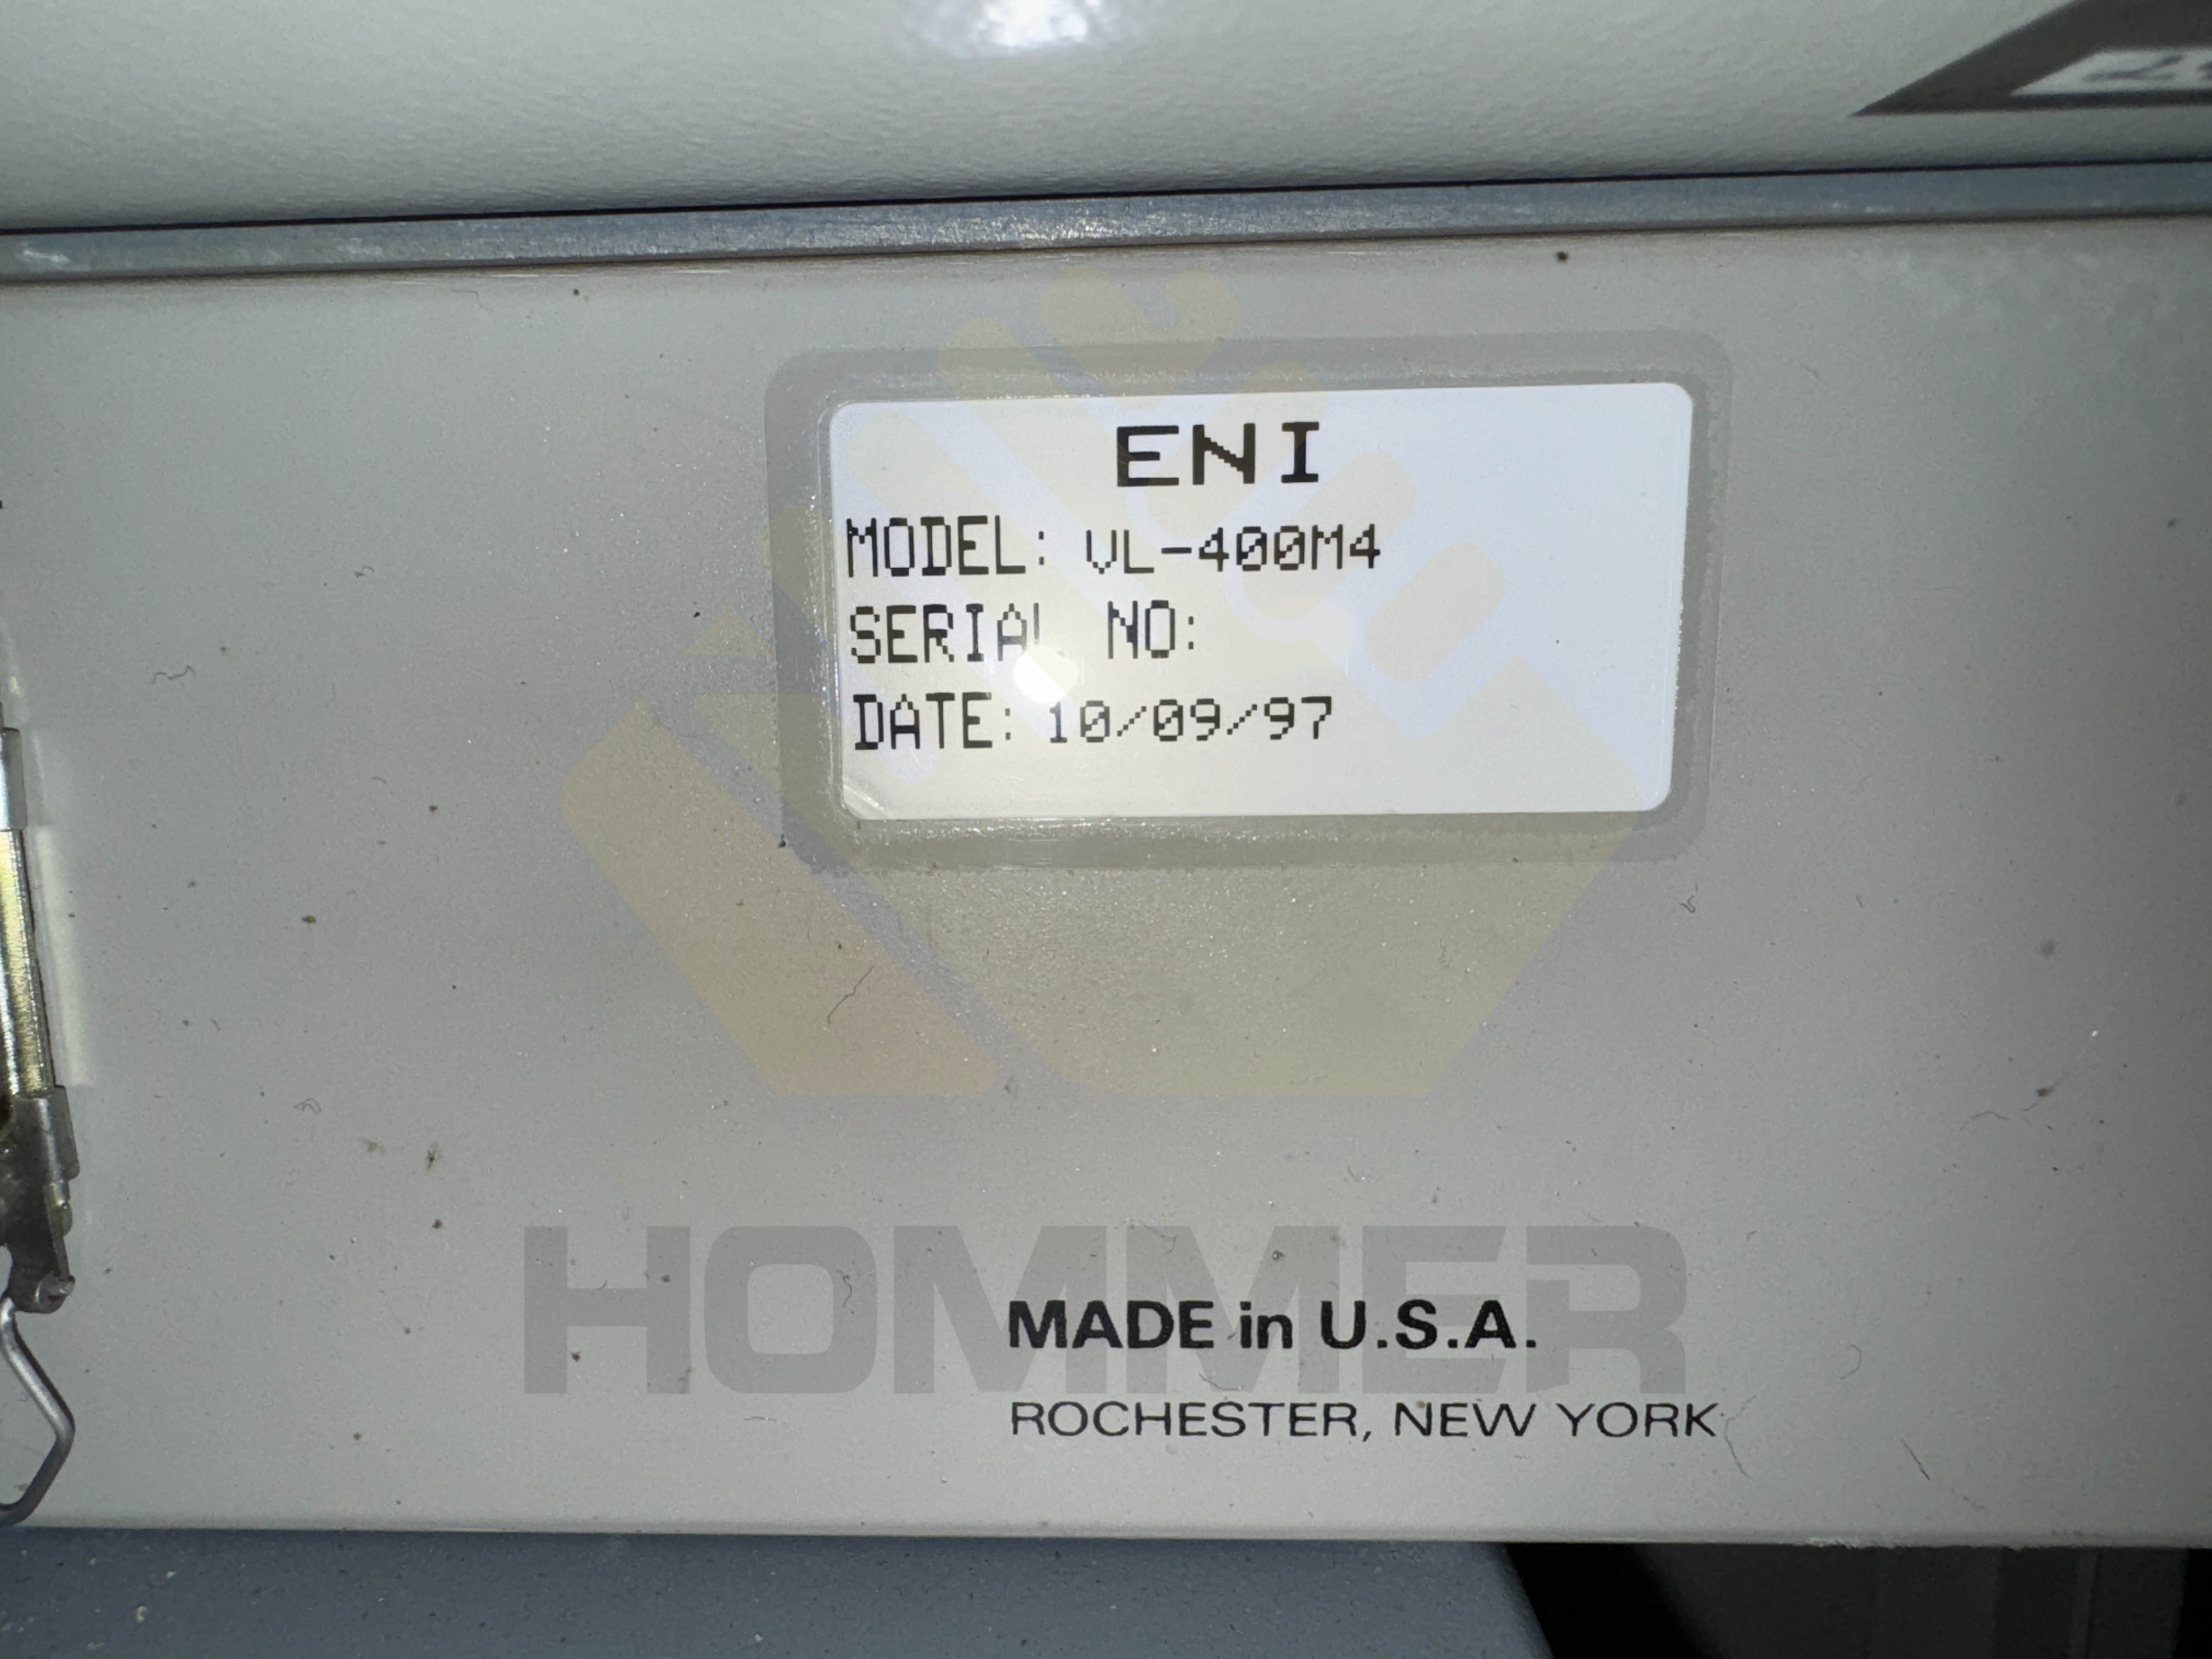 ENI
MODEL: VL-400M4
SERIAL NO:
DATE: 10/09/97
HOMMER
MADE in U.S.A.
ROCHESTER, NEW YORK